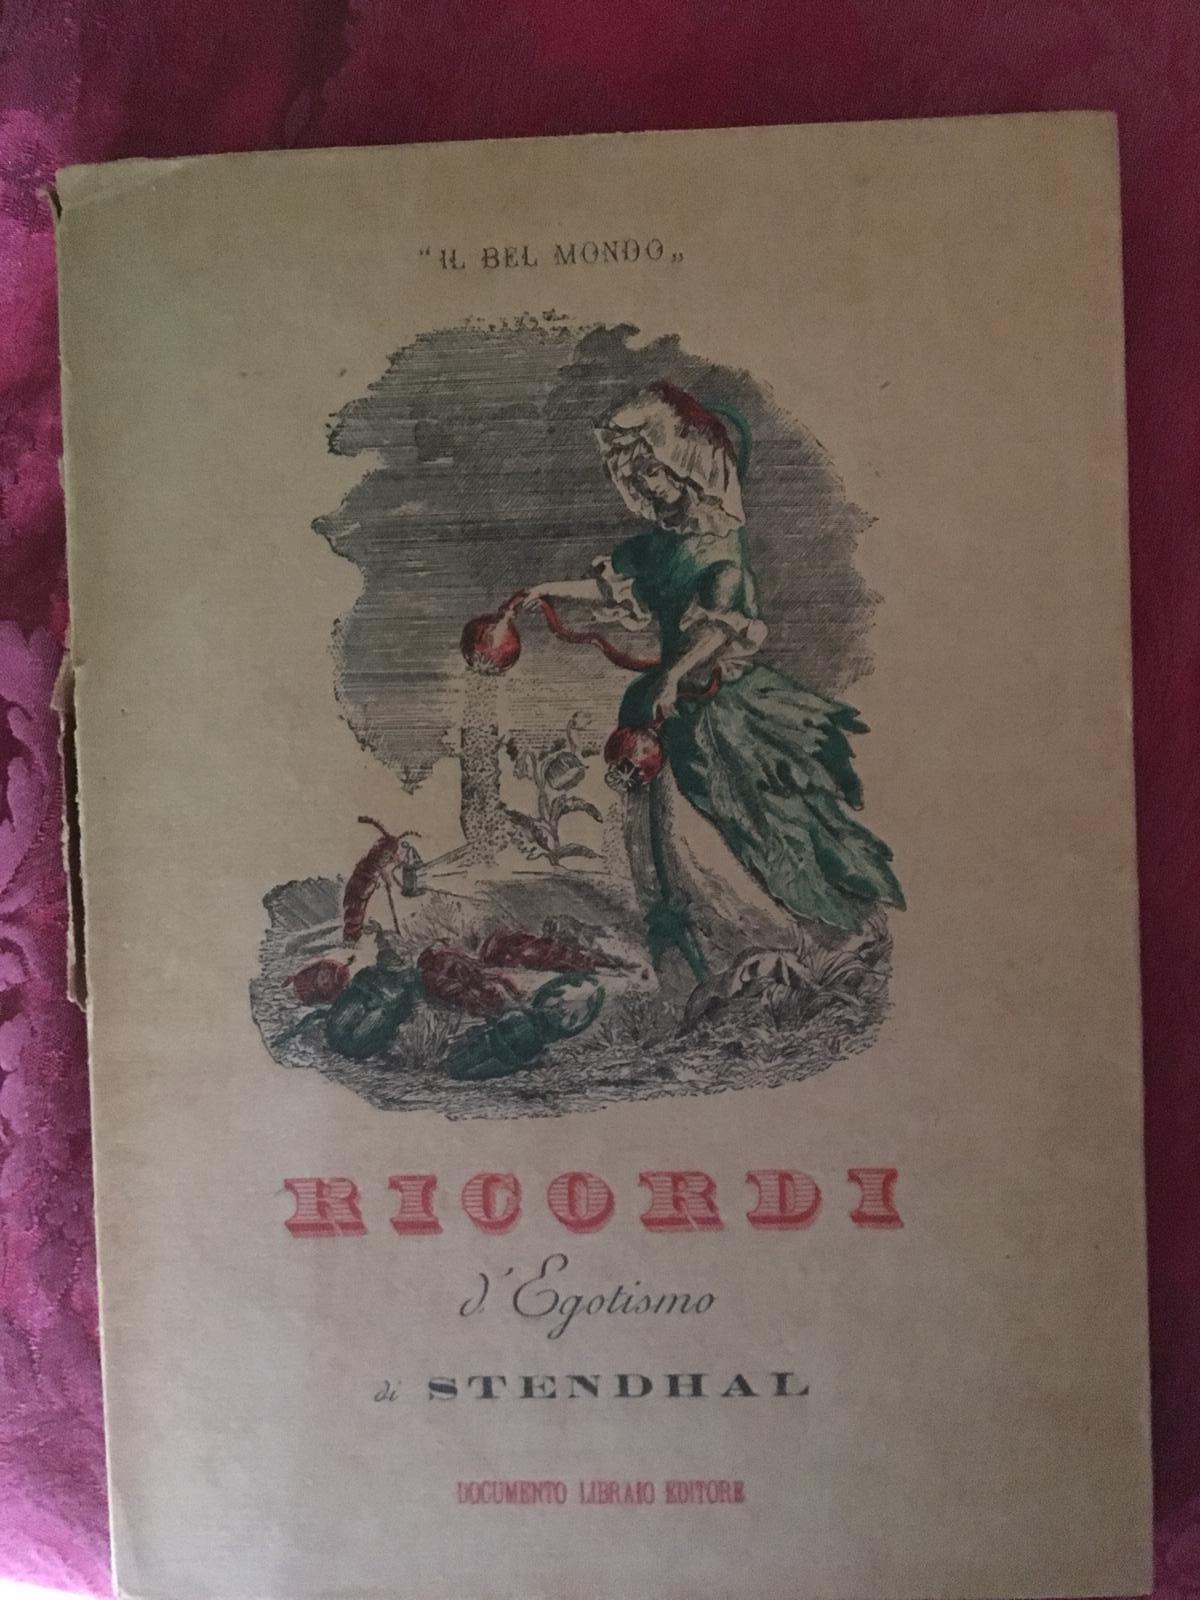 “IL BEL MONDO„
RICORDI
d'Egotismo
di STENDHAL
DOCUMENTO LIBRAIO EDITORE